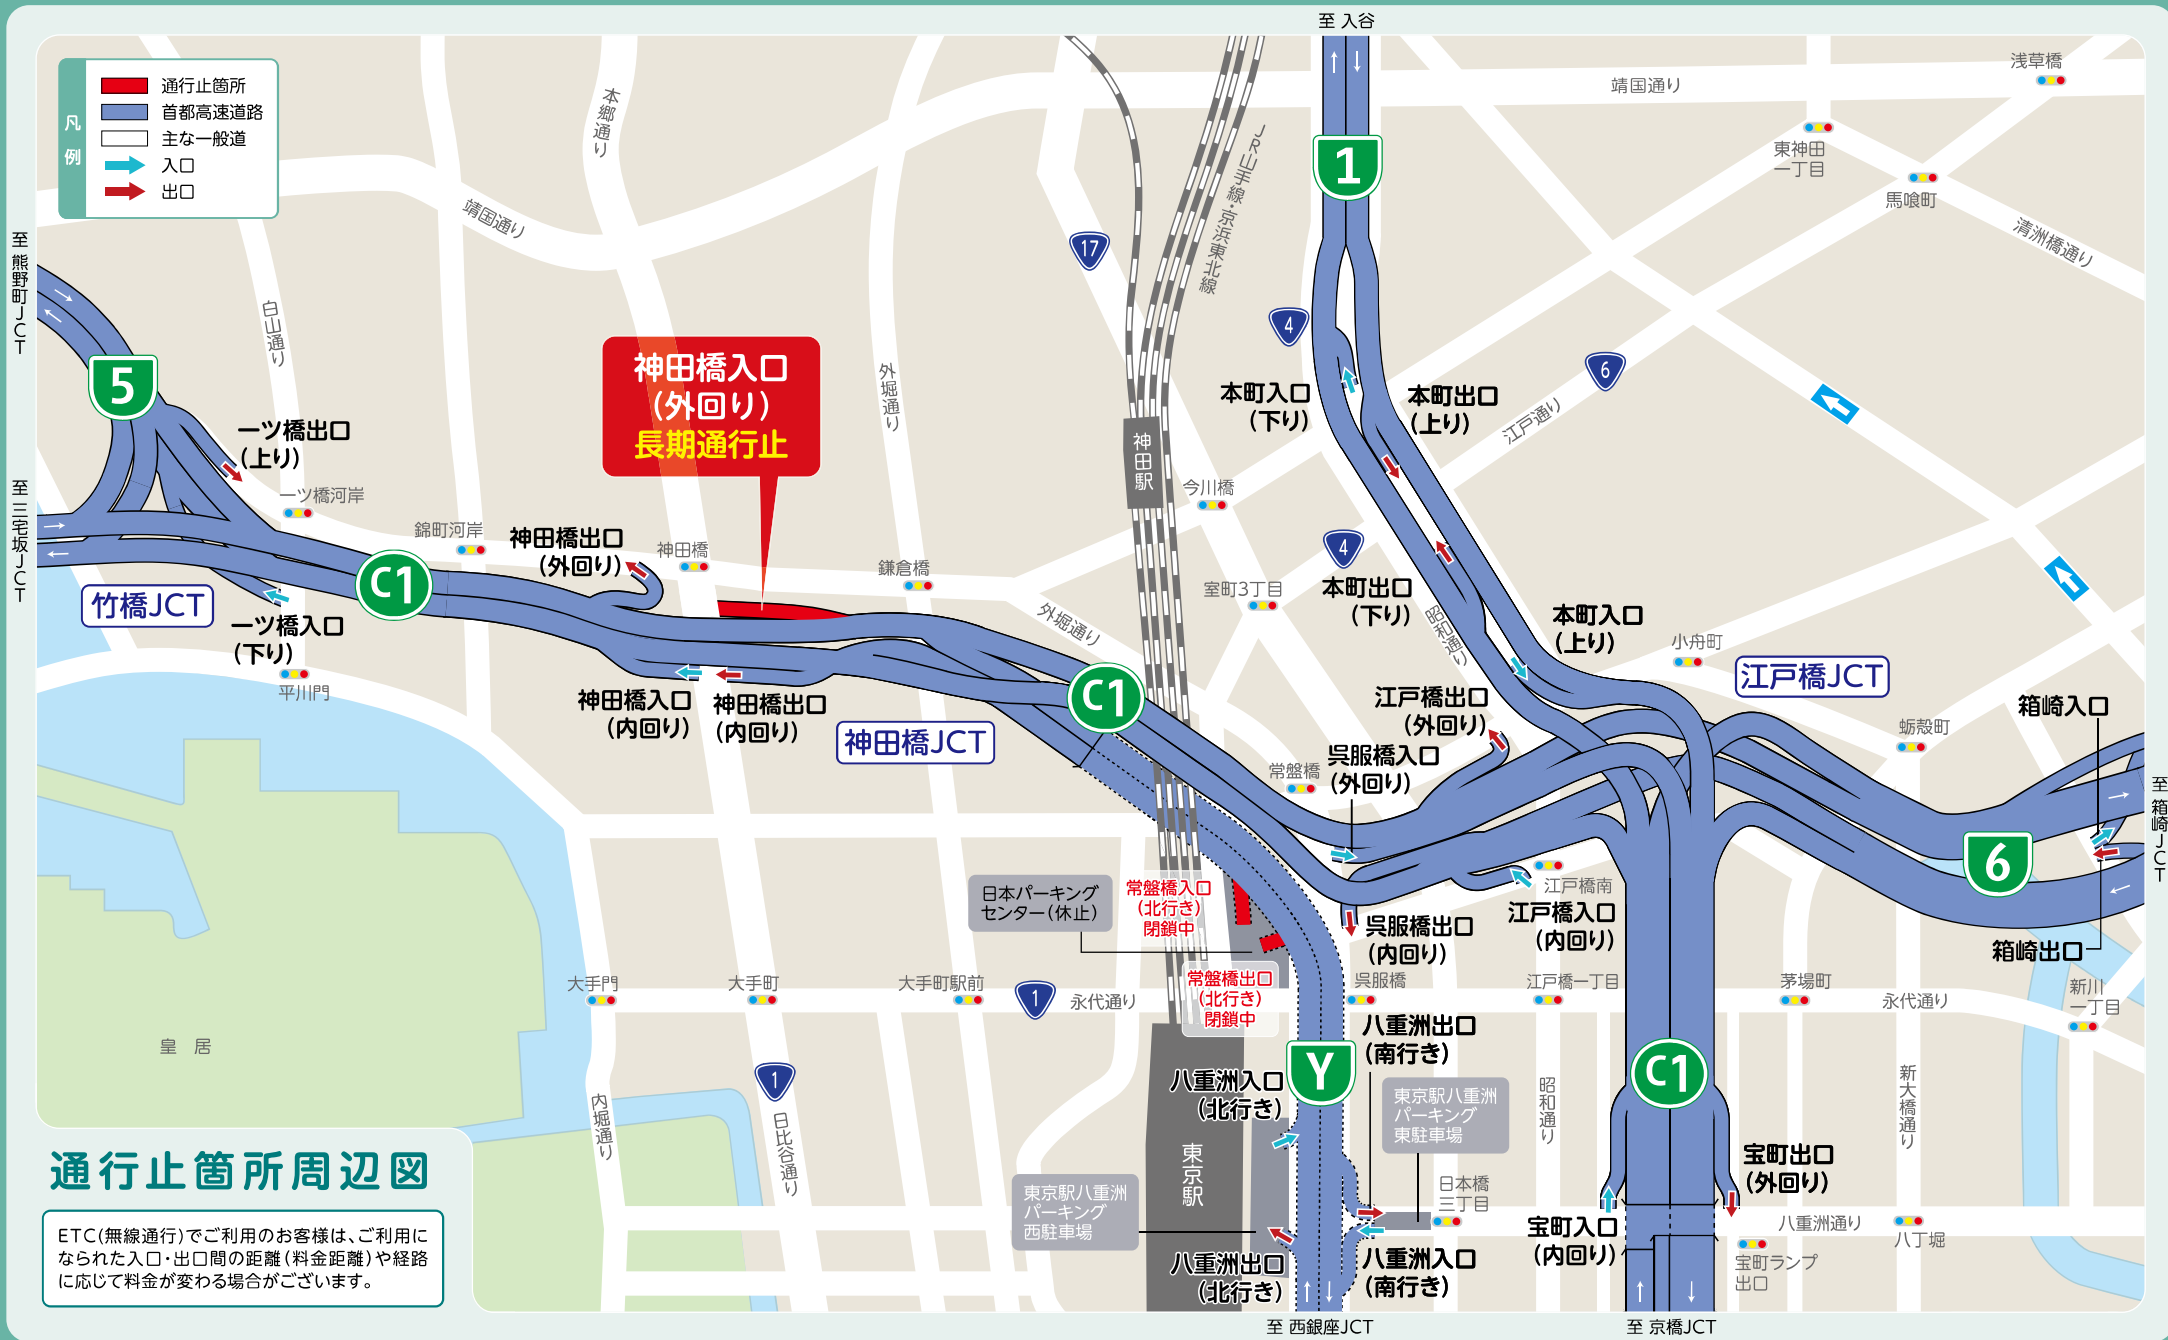 至 入谷
凡例
通行止箇所
首都高速道路
主な一般道
入口
出口
本郷通り
靖国通り
靖国通り
浅草橋
東神田
一丁目
馬喰町
清洲橋通り
JR山手線・京浜東北線
1
17
4
6
江戸通り
至 熊野町JCT
白山通り
5
一ツ橋出口
(上り)
一ツ橋河岸
至 三宅坂JCT
神田橋入口
(外回り)
長期通行止
外堀通り
神田駅
本町入口
(下り)
本町出口
(上り)
今川橋
4
錦町河岸
神田橋出口
(外回り)
神田橋
鎌倉橋
室町3丁目
本町出口
(下り)
昭和通り
本町入口
(上り)
小舟町
江戸橋JCT
竹橋JCT
C1
一ツ橋入口
(下り)
平川門
外堀通り
神田橋入口
(内回り)
神田橋出口
(内回り)
神田橋JCT
C1
江戸橋出口
(外回り)
呉服橋入口
(外回り)
常盤橋
箱崎入口
蛎殻町
至 箱崎JCT
6
日本パーキング
センター(休止)
常盤橋入口
(北行き)
閉鎖中
常盤橋出口
(北行き)
閉鎖中
呉服橋出口
(内回り)
江戸橋南
江戸橋入口
(内回り)
箱崎出口
大手門
大手町
大手町駅前
1
永代通り
呉服橋
江戸橋一丁目
茅場町
永代通り
新川
一丁目
皇 居
八重洲出口
(南行き)
Y
C1
1
内堀通り
日比谷通り
八重洲入口
(北行き)
東京駅八重洲
パーキング
東駐車場
昭和通り
新大橋通り
東京駅
東京駅八重洲
パーキング
西駐車場
日本橋
三丁目
宝町出口
(外回り)
八重洲出口
(北行き)
八重洲入口
(南行き)
宝町入口
(内回り)
八重洲通り
八丁堀
宝町ランプ
出口
通行止箇所周辺図
ETC(無線通行)でご利用のお客様は、ご利用に
なられた入口・出口間の距離(料金距離)や経路
に応じて料金が変わる場合がございます。
至 西銀座JCT
至 京橋JCT